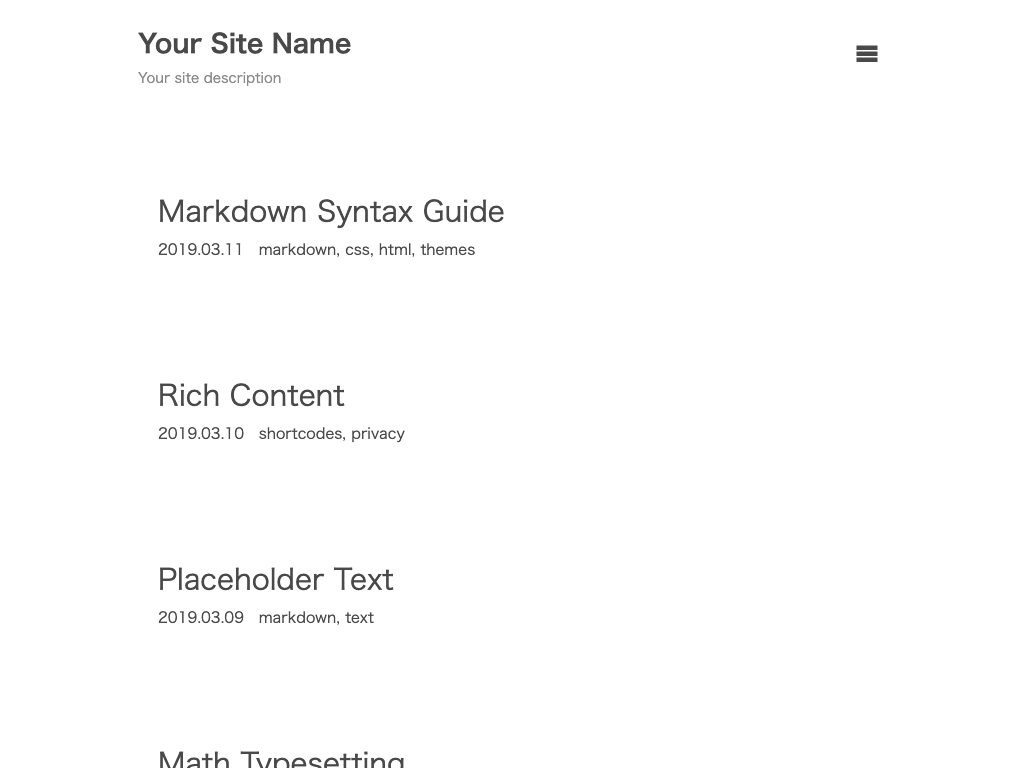 Your Site Name
Your site description
Markdown Syntax Guide
2019.03.11 markdown, css, html, themes
Rich Content
2019.03.10 shortcodes, privacy
Placeholder Text
2019.03.09 markdown, text
Math Typesetting